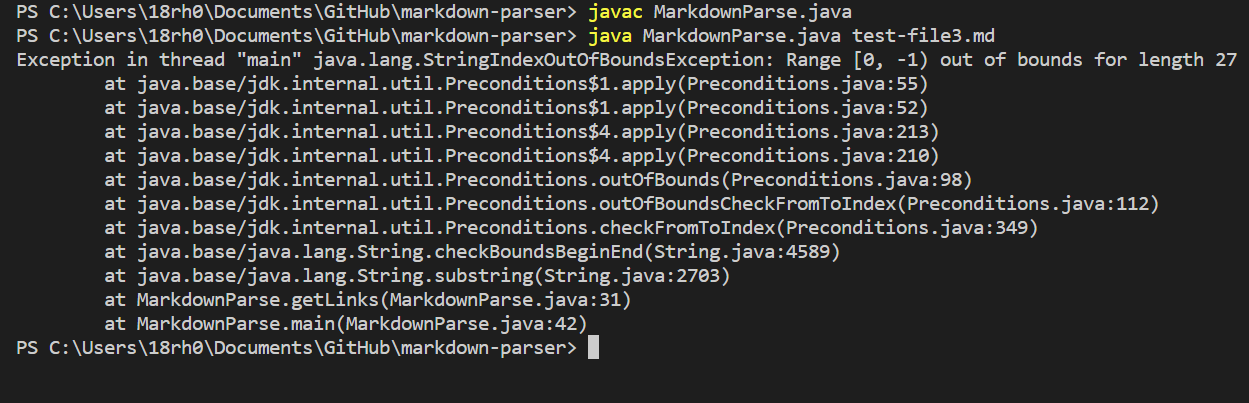 PS C:\Users\18rh0\Documents\GitHub\markdown-parser> javac MarkdownParse.java
PS C:\Users\18rh0\Documents\GitHub\markdown-parser> java MarkdownParse.java test-file3.md
Exception in thread "main" java.lang.StringIndexOutOfBoundsException: Range [0, -1) out of bounds for length 27
        at java.base/jdk.internal.util.Preconditions$1.apply(Preconditions.java:55)
        at java.base/jdk.internal.util.Preconditions$1.apply(Preconditions.java:52)
        at java.base/jdk.internal.util.Preconditions$4.apply(Preconditions.java:213)
        at java.base/jdk.internal.util.Preconditions$4.apply(Preconditions.java:210)
        at java.base/jdk.internal.util.Preconditions.outOfBounds(Preconditions.java:98)
        at java.base/jdk.internal.util.Preconditions.outOfBoundsCheckFromToIndex(Preconditions.java:112)
        at java.base/jdk.internal.util.Preconditions.checkFromToIndex(Preconditions.java:349)
        at java.base/java.lang.String.checkBoundsBeginEnd(String.java:4589)
        at java.base/java.lang.String.substring(String.java:2703)
        at MarkdownParse.getLinks(MarkdownParse.java:31)
        at MarkdownParse.main(MarkdownParse.java:42)
PS C:\Users\18rh0\Documents\GitHub\markdown-parser>